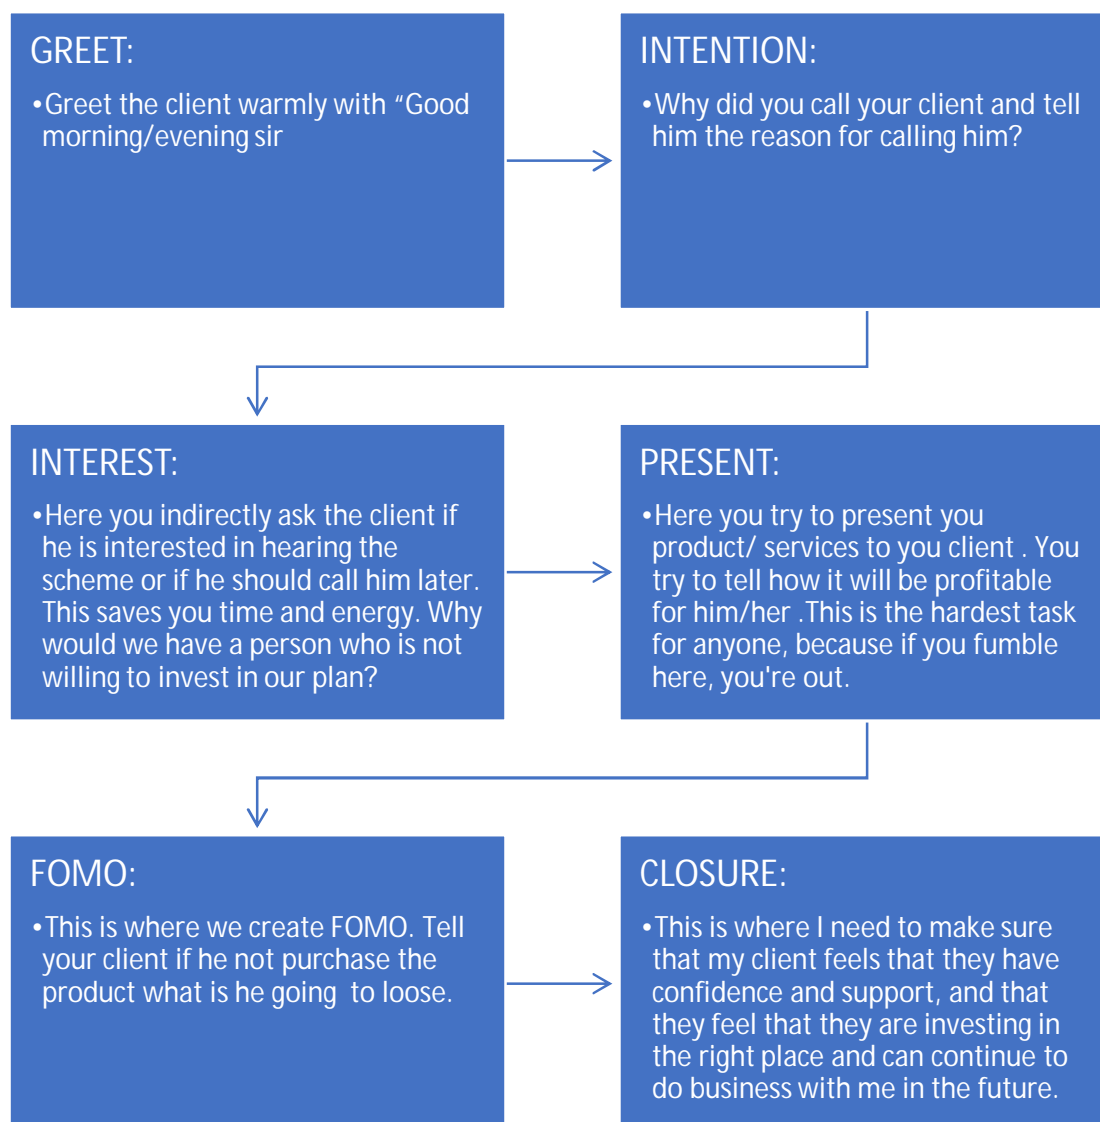 GREET:
•Greet the client warmly with “Good
morning/evening sir
INTENTION:
•Why did you call your client and tell
him the reason for calling him?
INTEREST:
•Here you indirectly ask the client if
he is interested in hearing the
scheme or if he should call him later.
This saves you time and energy. Why
would we have a person who is not
willing to invest in our plan?
PRESENT:
•Here you try to present you
product/ services to you client . You
try to tell how it will be profitable
for him/her .This is the hardest task
for anyone, because if you fumble
here, you're out.
FOMO:
•This is where we create FOMO. Tell
your client if he not purchase the
product what is he going  to loose.
CLOSURE:
•This is where I need to make sure
that my client feels that they have
confidence and support, and that
they feel that they are investing in
the right place and can continue to
do business with me in the future.